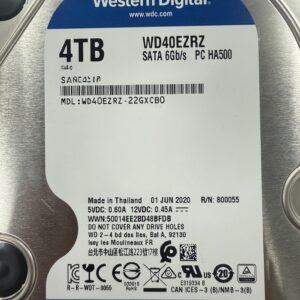 Western Digital
www.wdc.com
4TB
WD40EZRZ
SATA 6Gb/s PC HA500
MDL: WD40EZRZ-22GXCB0
Made in Thailand 01 JUN 2020 R/N: 800055
5VDC: 0.60A 12VDC: 0.45A
WWN: 50014EE2BD48BFDB
DO NOT COVER ANY DRIVE HOLES
WD 2-4 bd des Iles, Bat A, 92130
Issy les Moulineaux FR
R-R-WDT-0055
E101034 B
CAN ICES-3 (B)/NMB-3(B)